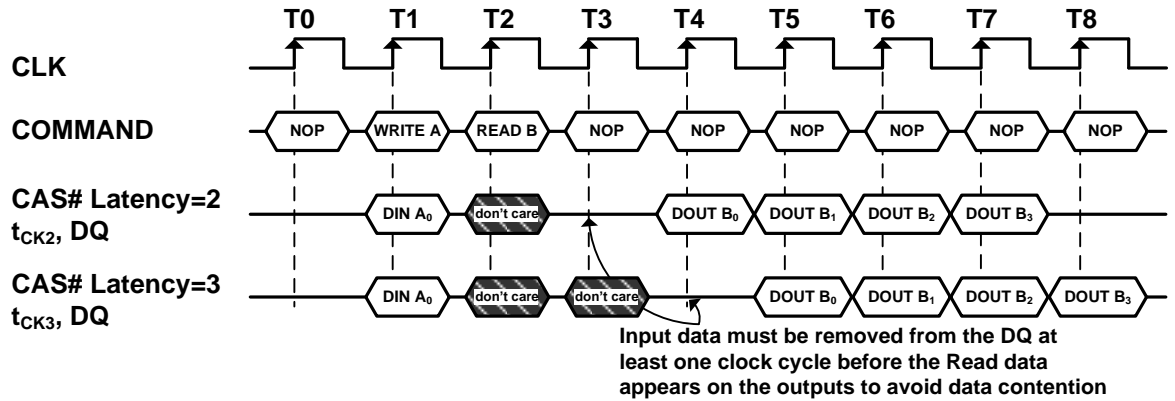 T0 T1 T2 T3 T4 T5 T6 T7 T8
CLK
COMMAND NOP WRITE A READ B NOP NOP NOP NOP NOP NOP
CAS# Latency=2
tCK2, DQ DIN A0 don't care DOUT B0 DOUT B1 DOUT B2 DOUT B3
CAS# Latency=3
tCK3, DQ DIN A0 don't care don't care DOUT B0 DOUT B1 DOUT B2 DOUT B3
Input data must be removed from the DQ at
least one clock cycle before the Read data
appears on the outputs to avoid data contention